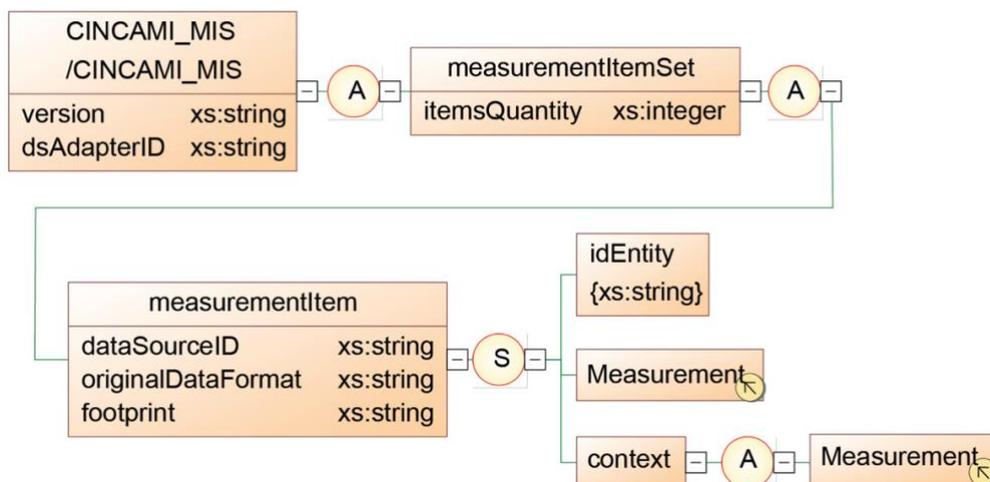 CINCAMI_MIS
/CINCAMI_MIS
version xs:string
dsAdapterID xs:string
A
measurementItemSet
itemsQuantity xs:integer
A
measurementItem
dataSourceID xs:string
originalDataFormat xs:string
footprint xs:string
S
idEntity
{xs:string}
Measurement
context
A
Measurement